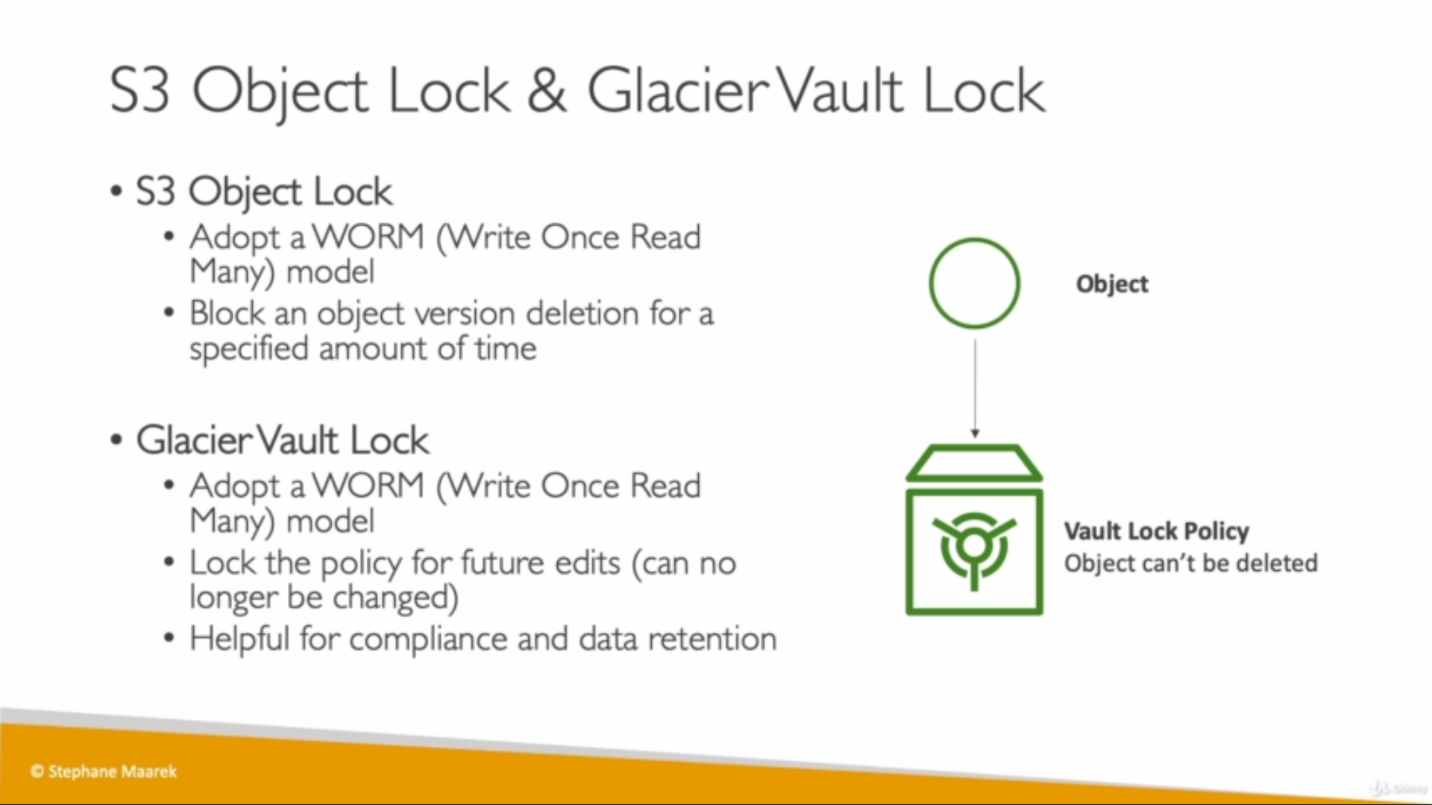 S3 Object Lock & Glacier Vault Lock
• S3 Object Lock
• Adopt a WORM (Write Once Read
Many) model
• Block an object version deletion for a
specified amount of time
• Glacier Vault Lock
• Adopt a WORM (Write Once Read
Many) model
• Lock the policy for future edits (can no
longer be changed)
• Helpful for compliance and data retention
Object
Vault Lock Policy
Object can't be deleted
© Stephane Maarek
Udemy